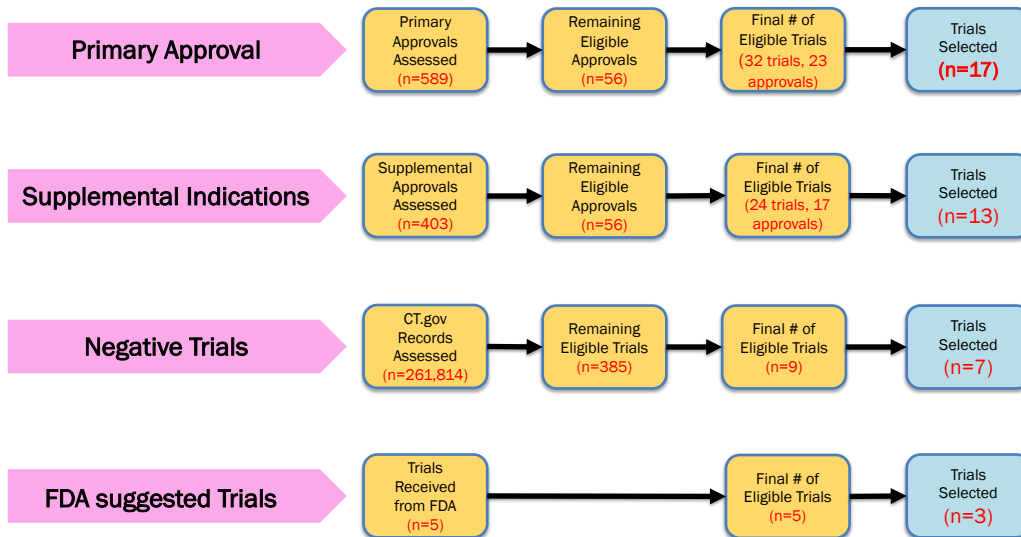 Primary Approval
Primary
Approvals
Assessed
(n=589)
Remaining
Eligible
Approvals
(n=56)
Final # of
Eligible Trials
(32 trials, 23
approvals)
Trials
Selected
(n=17)
Supplemental Indications
Supplemental
Approvals
Assessed
(n=403)
Remaining
Eligible
Approvals
(n=56)
Final # of
Eligible Trials
(24 trials, 17
approvals)
Trials
Selected
(n=13)
Negative Trials
CT.gov
Records
Assessed
(n=261,814)
Remaining
Eligible Trials
(n=385)
Final # of
Eligible Trials
(n=9)
Trials
Selected
(n=7)
FDA suggested Trials
Trials
Received
from FDA
(n=5)
Final # of
Eligible Trials
(n=5)
Trials
Selected
(n=3)